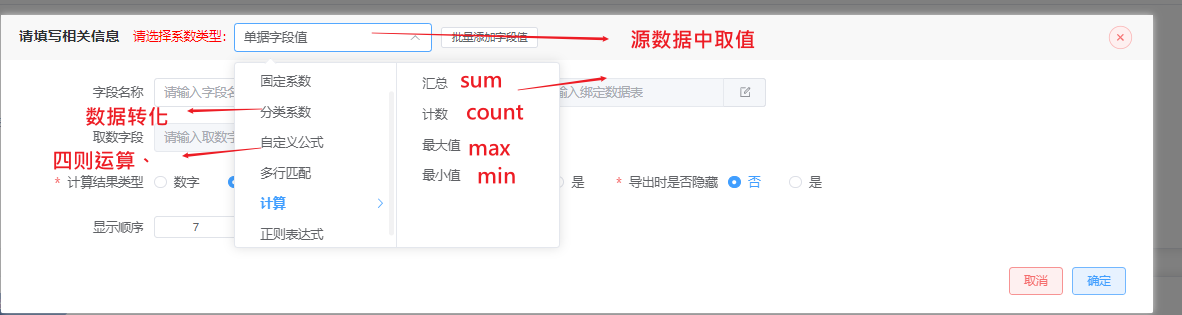 请填写相关信息 请选择系数类型: 单据字段值 批量添加字段值 源数据中取值
固定系数 汇总 sum
字段名称 请输入字段名 输入绑定数据表
数据转化 分类系数 计数 count
取数字段 请输入取数字 自定义公式 最大值 max
四则运算、 多行匹配 最小值 min
* 计算结果类型 数字 是 * 导出时是否隐藏 否 是
计算
显示顺序 7 正则表达式
取消 确定